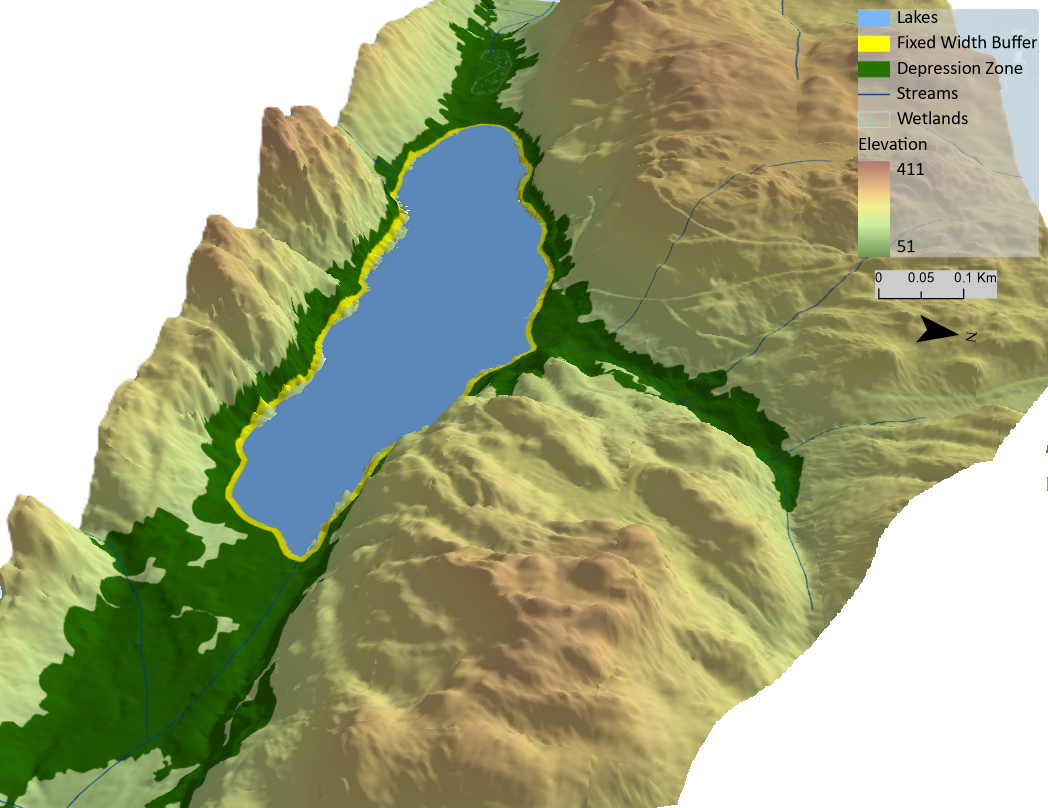 Lakes
Fixed Width Buffer
Depression Zone
Streams
Wetlands
Elevation
411
51
0 0.05 0.1 Km
N